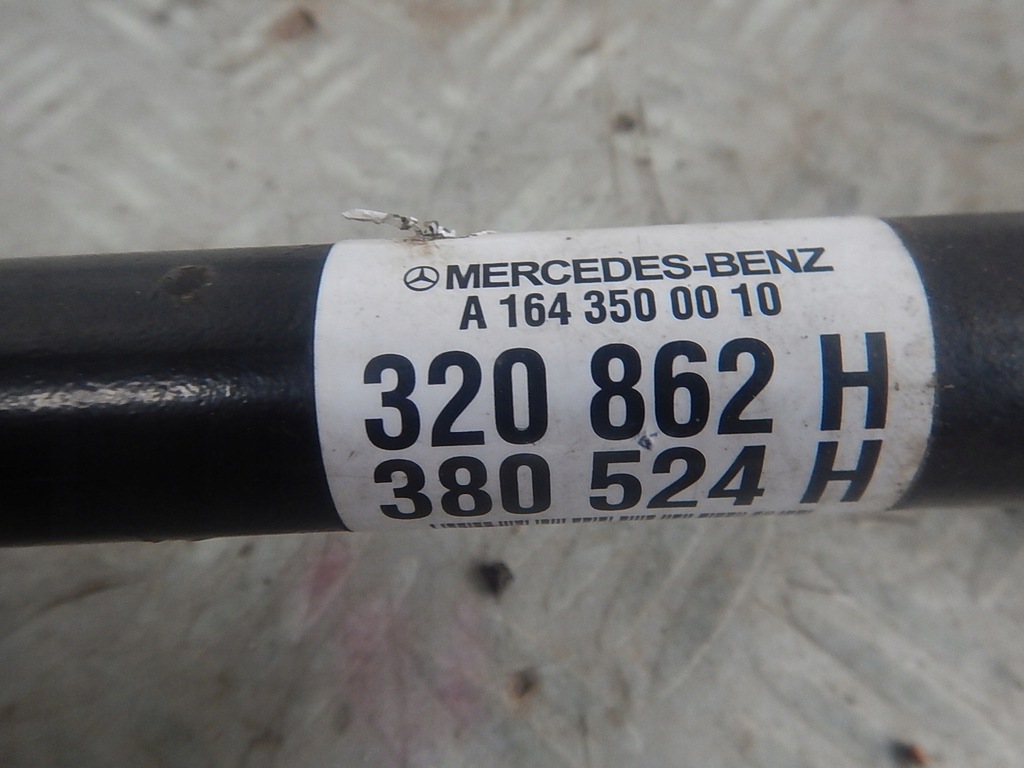 MERCEDES-BENZ
A 164 350 00 10
320 862 H
380 524 H